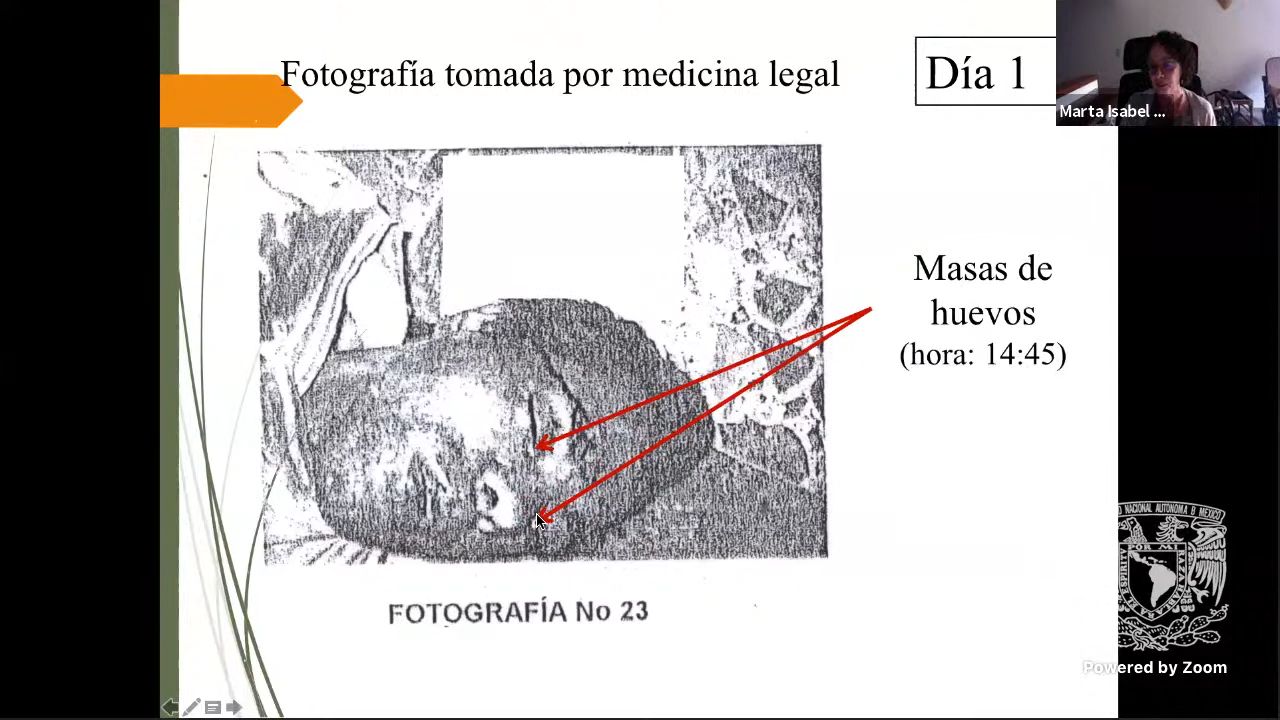 Fotografía tomada por medicina legal
Día 1
Marta Isabel ...
Masas de
huevos
(hora: 14:45)
FOTOGRAFÍA No 23
Powered by Zoom